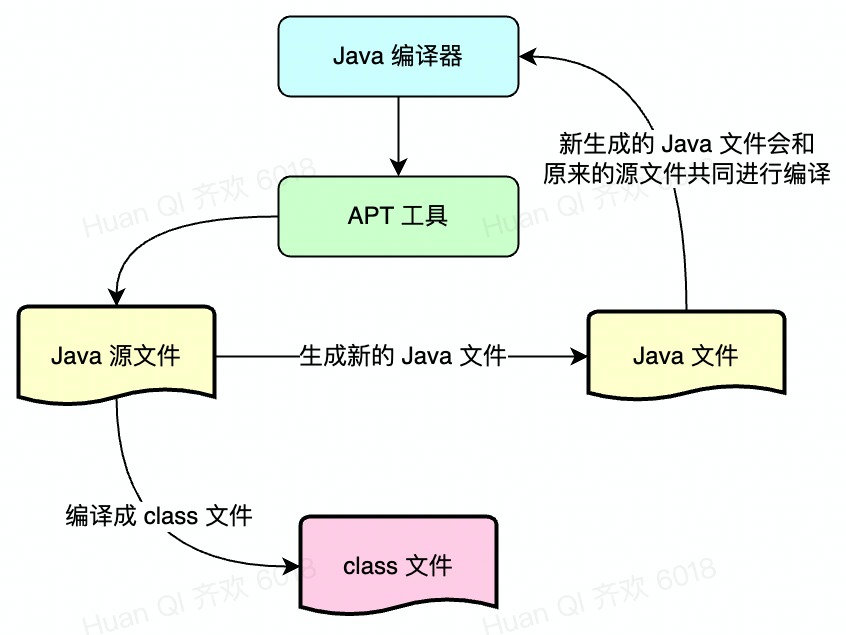 Java 编译器
新生成的 Java 文件会和
原来的源文件共同进行编译
Huan QI 齐欢 6018
Huan QI 齐欢 6018
APT 工具
Java 源文件
生成新的 Java 文件
Java 文件
编译成 class 文件
class 文件
Huan QI 齐欢 6018
Huan QI 齐欢 6018